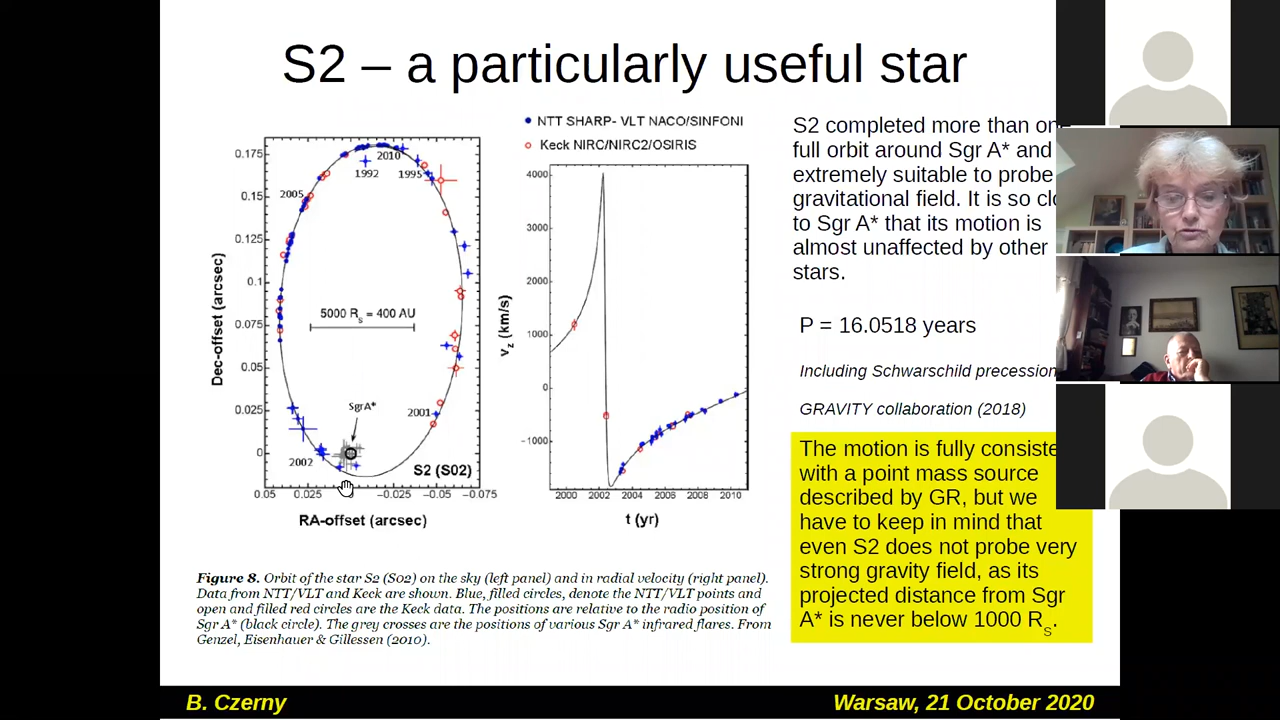 S2 – a particularly useful star
NTT SHARP- VLT NACO/SINFONI
Keck NIRC/NIRC2/OSIRIS
0.175
0.15
0.125
0.1
0.075
0.05
0.025
0
Dec-offset (arcsec)
2010
1992
1995
2005
5000 Rs = 400 AU
SgrA*
2001
2002
S2 (S02)
0.05
0.025
-0.025
-0.05
-0.075
RA-offset (arcsec)
4000
3000
2000
1000
0
-1000
vz (km/s)
2000
2002
2004
2006
2008
2010
t (yr)
S2 completed more than
full orbit around Sgr A* and
extremely suitable to probe
gravitational field. It is so
to Sgr A* that its motion is
almost unaffected by other
stars.
P = 16.0518 years
Including Schwarschild precession
GRAVITY collaboration (2018)
The motion is fully
with a point mass source
described by GR, but we
have to keep in mind that
even S2 does not probe very
strong gravity field, as its
projected distance from Sgr
A* is never below 1000 RS.
Figure 8. Orbit of the star S2 (S02) on the sky (left panel) and in radial velocity (right panel).
Data from NTT/VLT and Keck are shown. Blue, filled circles, denote the NTT/VLT points and
open and filled red circles are the Keck data. The positions are relative to the radio position of
Sgr A* (black circle). The grey crosses are the positions of various Sgr A* infrared flares. From
Genzel, Eisenhauer & Gillessen (2010).
B. Czerny
Warsaw, 21 October 2020